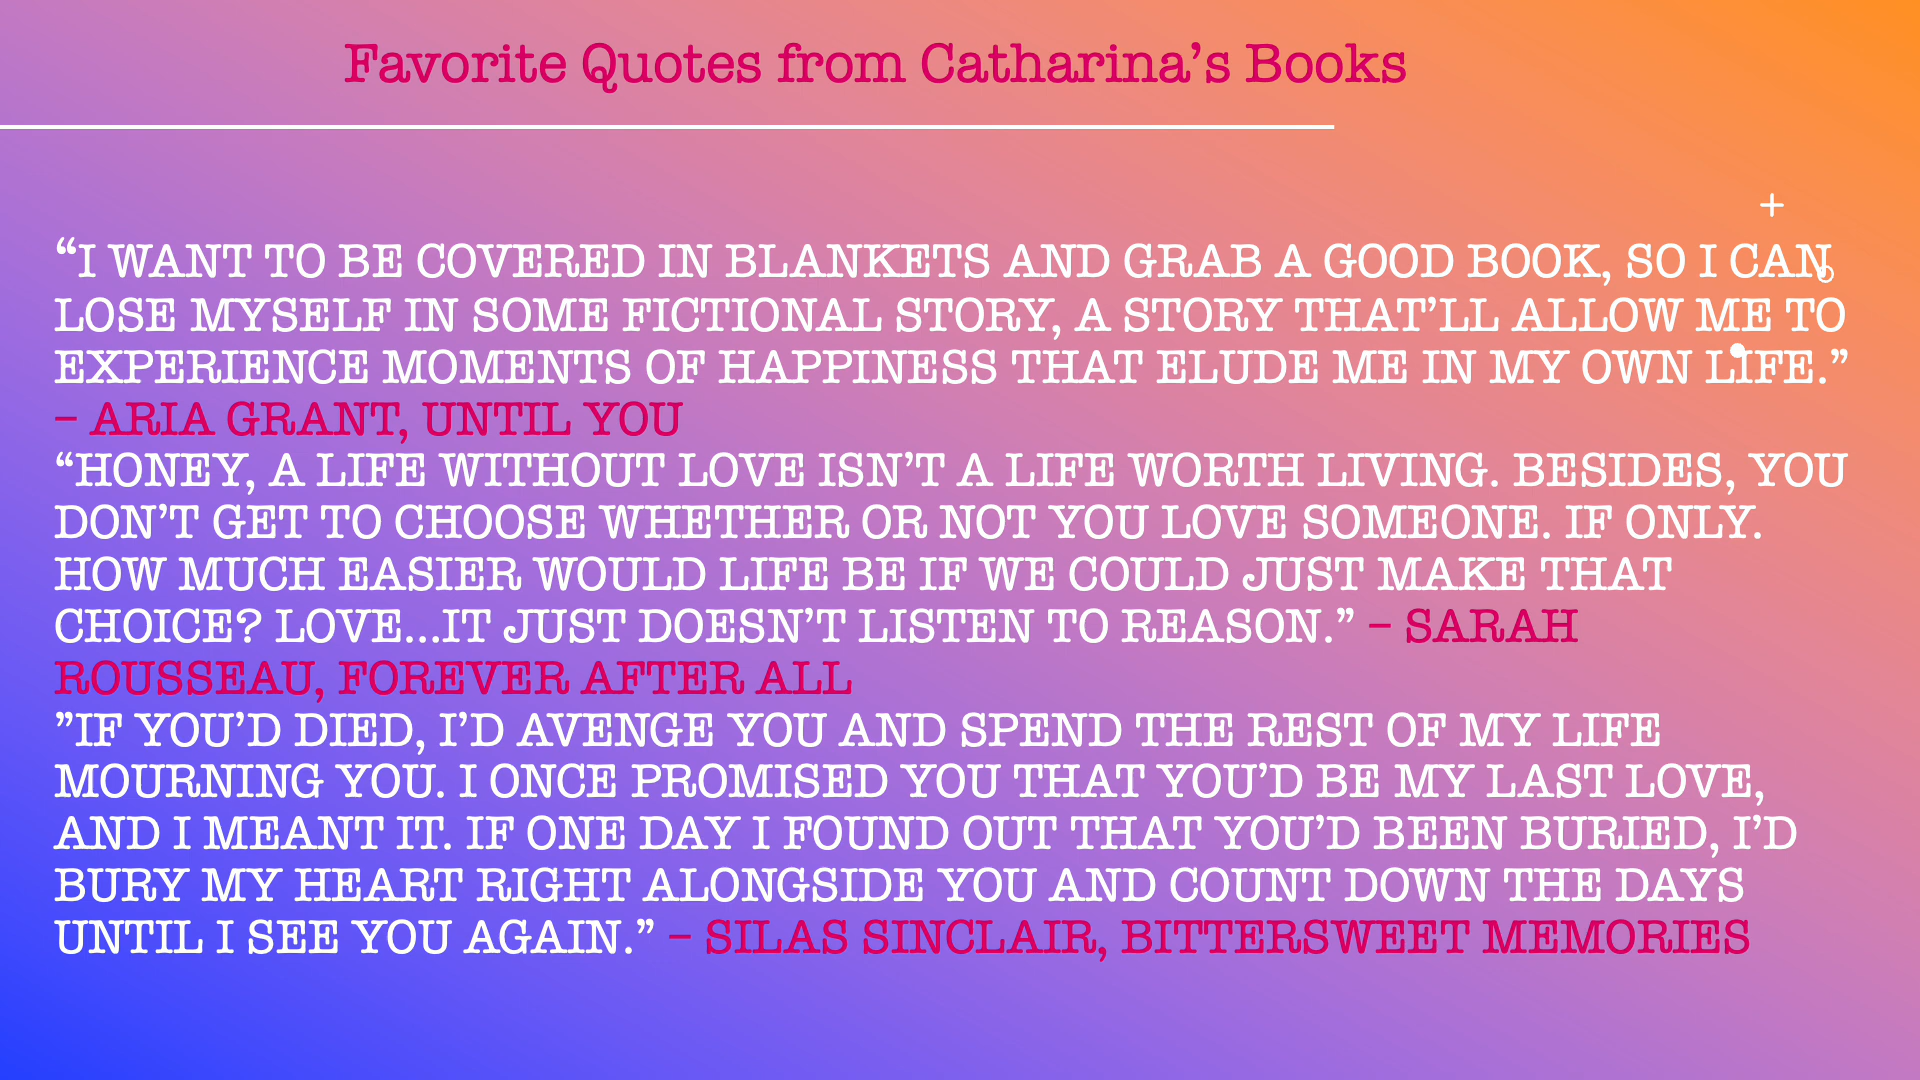 Favorite Quotes from Catharina’s Books
“I WANT TO BE COVERED IN BLANKETS AND GRAB A GOOD BOOK, SO I CAN
LOSE MYSELF IN SOME FICTIONAL STORY, A STORY THAT’LL ALLOW ME TO
EXPERIENCE MOMENTS OF HAPPINESS THAT ELUDE ME IN MY OWN LIFE.”
– ARIA GRANT, UNTIL YOU
“HONEY, A LIFE WITHOUT LOVE ISN’T A LIFE WORTH LIVING. BESIDES, YOU
DON’T GET TO CHOOSE WHETHER OR NOT YOU LOVE SOMEONE. IF ONLY.
HOW MUCH EASIER WOULD LIFE BE IF WE COULD JUST MAKE THAT
CHOICE? LOVE...IT JUST DOESN’T LISTEN TO REASON.” – SARAH
ROUSSEAU, FOREVER AFTER ALL
”IF YOU’D DIED, I’D AVENGE YOU AND SPEND THE REST OF MY LIFE
MOURNING YOU. I ONCE PROMISED YOU THAT YOU’D BE MY LAST LOVE,
AND I MEANT IT. IF ONE DAY I FOUND OUT THAT YOU’D BEEN BURIED, I’D
BURY MY HEART RIGHT ALONGSIDE YOU AND COUNT DOWN THE DAYS
UNTIL I SEE YOU AGAIN.” – SILAS SINCLAIR, BITTERSWEET MEMORIES